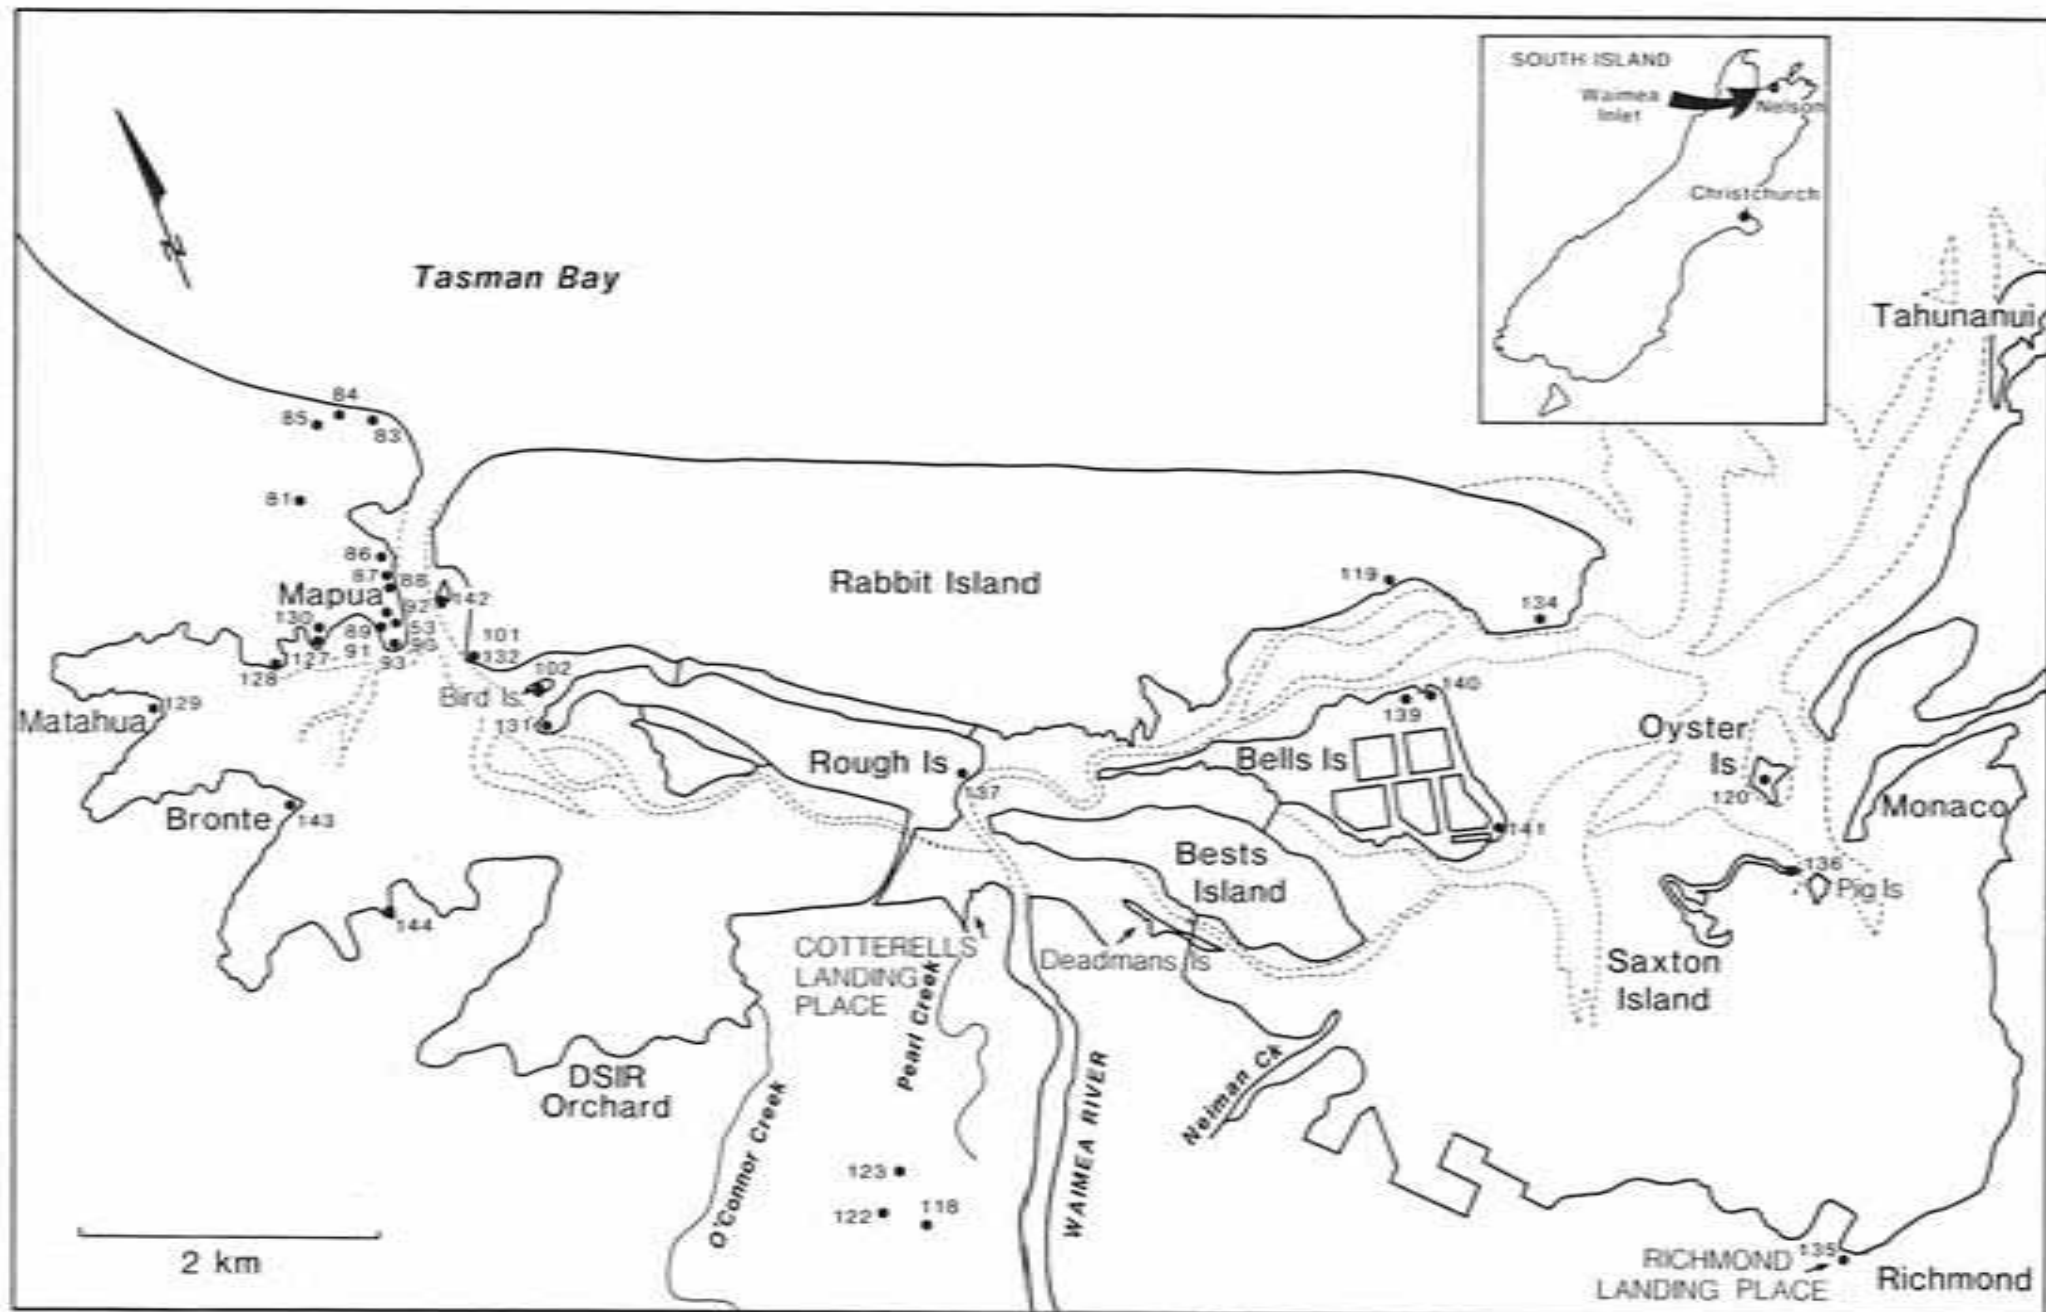 SOUTH ISLAND
Waimea
Inlet
Nelson
Christchurch
N
Tasman Bay
Tahunanui
84
85
83
81
86
87
88
Mapua
142
92
130
53
89
91
93
127
128
101
132
102
Bird Is.
131
129
Matahua
Rabbit Island
119
134
140
139
Rough Is
137
Bells Is
Oyster
Is
120
Monaco
Bronte
143
141
Bests
Island
136
Pig Is
144
COTTERELLS
LANDING
PLACE
Deadmans Is
Saxton
Island
Pearl Creek
DSIR
Orchard
O'Connor Creek
WAIMEA RIVER
Neiman Ck
123
122
118
2 km
135
RICHMOND
LANDING PLACE
Richmond